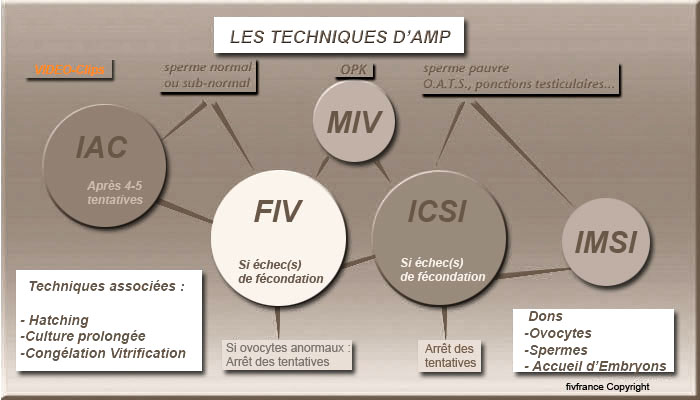 LES TECHNIQUES D'AMP
sperme normal
ou sub-normal
OPK
sperme pauvre
O.A.T.S., ponctions testiculaires...
MIV
IAC
Après 4-5
tentatives
FIV
Si échec(s)
de fécondation
ICSI
Si échec(s)
de fécondation
IMSI
Techniques associées :
- Hatching
-Culture prolongée
-Congélation Vitrification
Si ovocytes anormaux :
Arrêt des tentatives
Arrêt des
tentatives
Dons
-Ovocytes
-Spermes
- Accueil d'Embryons
fivfrance Copyright